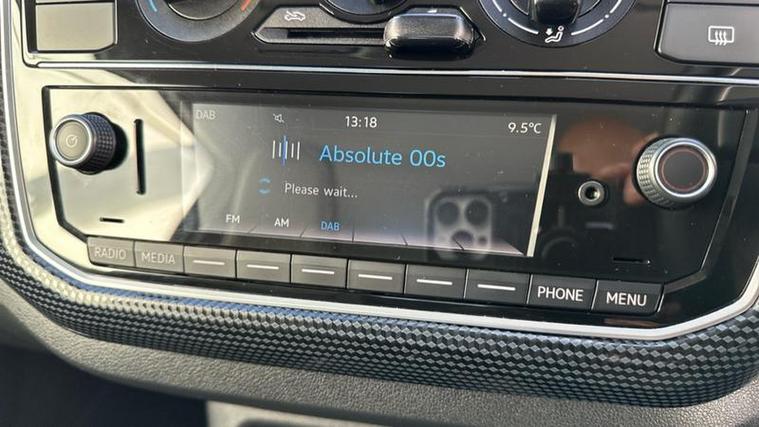 DAB
13:18
9.5°C
Absolute 00s
Please wait...
FM AM DAB
RADIO MEDIA PHONE MENU